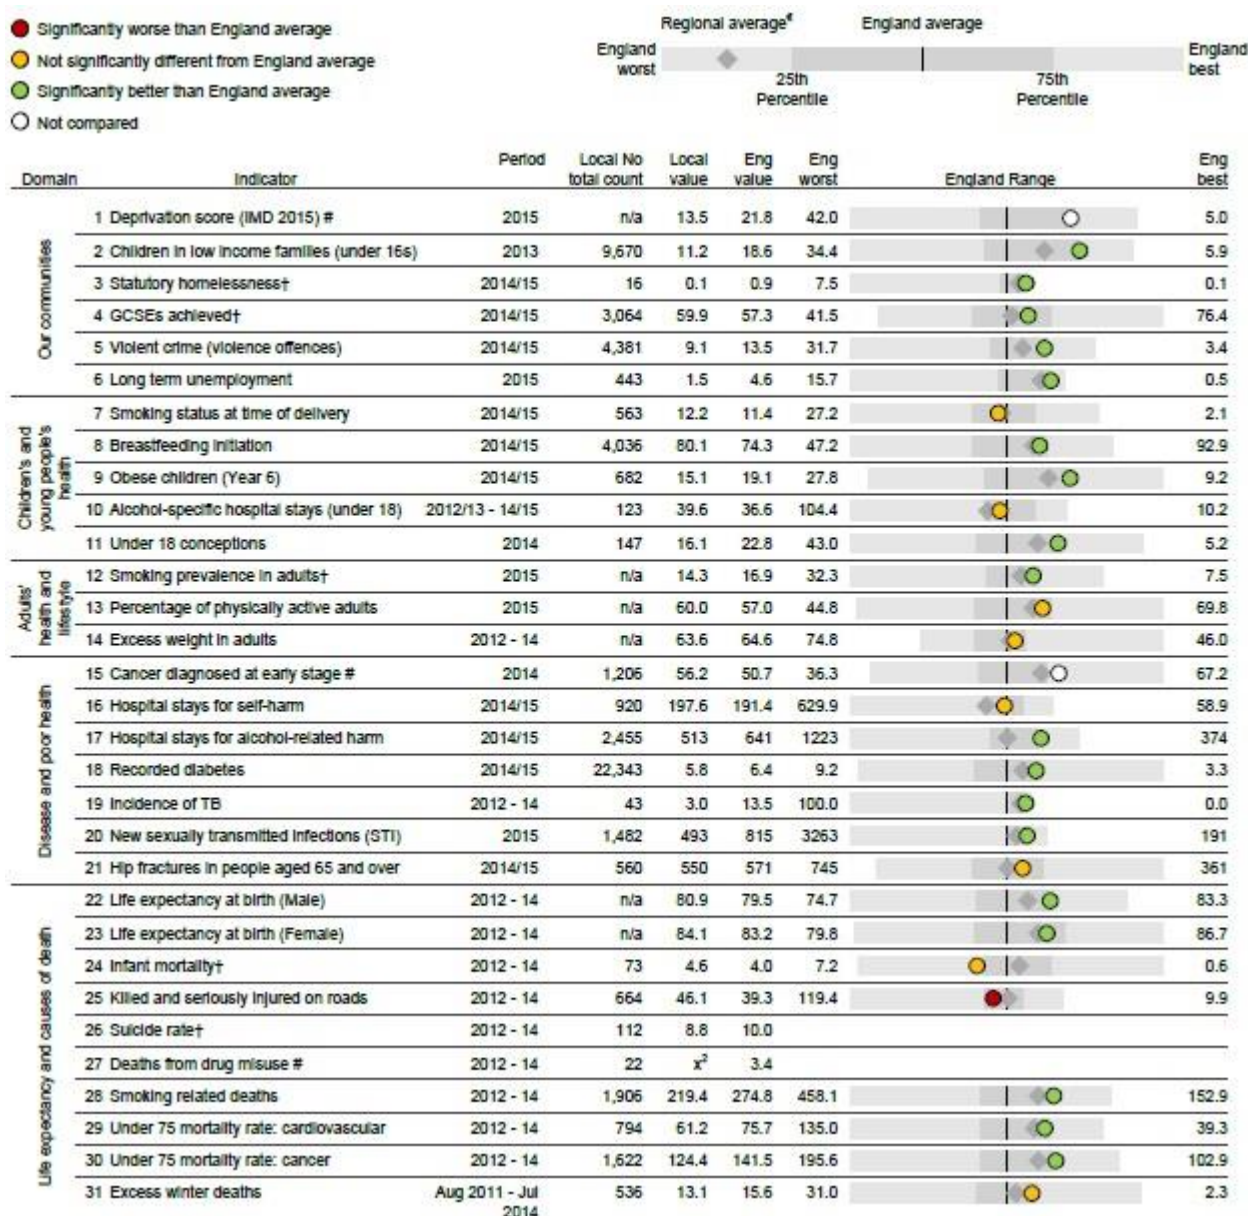 Significantly worse than England average
Not significantly different from England average
Significantly better than England average
Not compared
Regional average€ England average
England worst
England best
25th Percentile
75th Percentile
Domain Indicator Period Local No total count Local value Eng value Eng worst England Range Eng best
Our communities
1 Deprivation score (IMD 2015) # 2015 n/a 13.5 21.8 42.0 5.0
2 Children in low income families (under 16s) 2013 9,670 11.2 18.6 34.4 5.9
3 Statutory homelessness† 2014/15 16 0.1 0.9 7.5 0.1
4 GCSEs achieved† 2014/15 3,064 59.9 57.3 41.5 76.4
5 Violent crime (violence offences) 2014/15 4,381 9.1 13.5 31.7 3.4
6 Long term unemployment 2015 443 1.5 4.6 15.7 0.5
Children's and young people's health
7 Smoking status at time of delivery 2014/15 563 12.2 11.4 27.2 2.1
8 Breastfeeding initiation 2014/15 4,036 80.1 74.3 47.2 92.9
9 Obese children (Year 6) 2014/15 682 15.1 19.1 27.8 9.2
10 Alcohol-specific hospital stays (under 18) 2012/13 - 14/15 123 39.6 36.6 104.4 10.2
11 Under 18 conceptions 2014 147 16.1 22.8 43.0 5.2
Adults' health and lifestyle
12 Smoking prevalence in adults† 2015 n/a 14.3 16.9 32.3 7.5
13 Percentage of physically active adults 2015 n/a 60.0 57.0 44.8 69.8
14 Excess weight in adults 2012 - 14 n/a 63.6 64.6 74.8 46.0
Disease and poor health
15 Cancer diagnosed at early stage # 2014 1,206 56.2 50.7 36.3 67.2
16 Hospital stays for self-harm 2014/15 920 197.6 191.4 629.9 58.9
17 Hospital stays for alcohol-related harm 2014/15 2,455 513 641 1223 374
18 Recorded diabetes 2014/15 22,343 5.8 6.4 9.2 3.3
19 Incidence of TB 2012 - 14 43 3.0 13.5 100.0 0.0
20 New sexually transmitted infections (STI) 2015 1,482 493 815 3263 191
21 Hip fractures in people aged 65 and over 2014/15 560 550 571 745 361
Life expectancy and causes of death
22 Life expectancy at birth (Male) 2012 - 14 n/a 80.9 79.5 74.7 83.3
23 Life expectancy at birth (Female) 2012 - 14 n/a 84.1 83.2 79.8 86.7
24 Infant mortality† 2012 - 14 73 4.6 4.0 7.2 0.6
25 Killed and seriously injured on roads 2012 - 14 664 46.1 39.3 119.4 9.9
26 Suicide rate† 2012 - 14 112 8.8 10.0
27 Deaths from drug misuse # 2012 - 14 22 x² 3.4
28 Smoking related deaths 2012 - 14 1,906 219.4 274.8 458.1 152.9
29 Under 75 mortality rate: cardiovascular 2012 - 14 794 61.2 75.7 135.0 39.3
30 Under 75 mortality rate: cancer 2012 - 14 1,622 124.4 141.5 195.6 102.9
31 Excess winter deaths Aug 2011 - Jul 2014 536 13.1 15.6 31.0 2.3